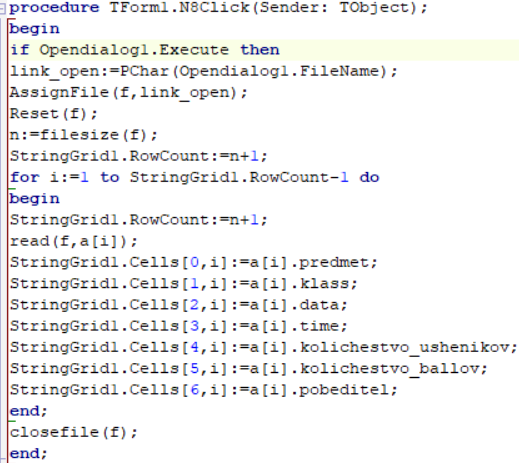 procedure TForm1.N8Click(Sender: TObject);
begin
if Opendialog1.Execute then
link_open:=PChar(Opendialog1.FileName);
AssignFile(f,link_open);
Reset(f);
n:=filesize(f);
StringGrid1.RowCount:=n+1;
for i:=1 to StringGrid1.RowCount-1 do
begin
StringGrid1.RowCount:=n+1;
read(f,a[i]);
StringGrid1.Cells[0,i]:=a[i].predmet;
StringGrid1.Cells[1,i]:=a[i].klass;
StringGrid1.Cells[2,i]:=a[i].data;
StringGrid1.Cells[3,i]:=a[i].time;
StringGrid1.Cells[4,i]:=a[i].kolichestvo_ushenikov;
StringGrid1.Cells[5,i]:=a[i].kolichestvo_ballov;
StringGrid1.Cells[6,i]:=a[i].pobeditel;
end;
closefile(f);
end;